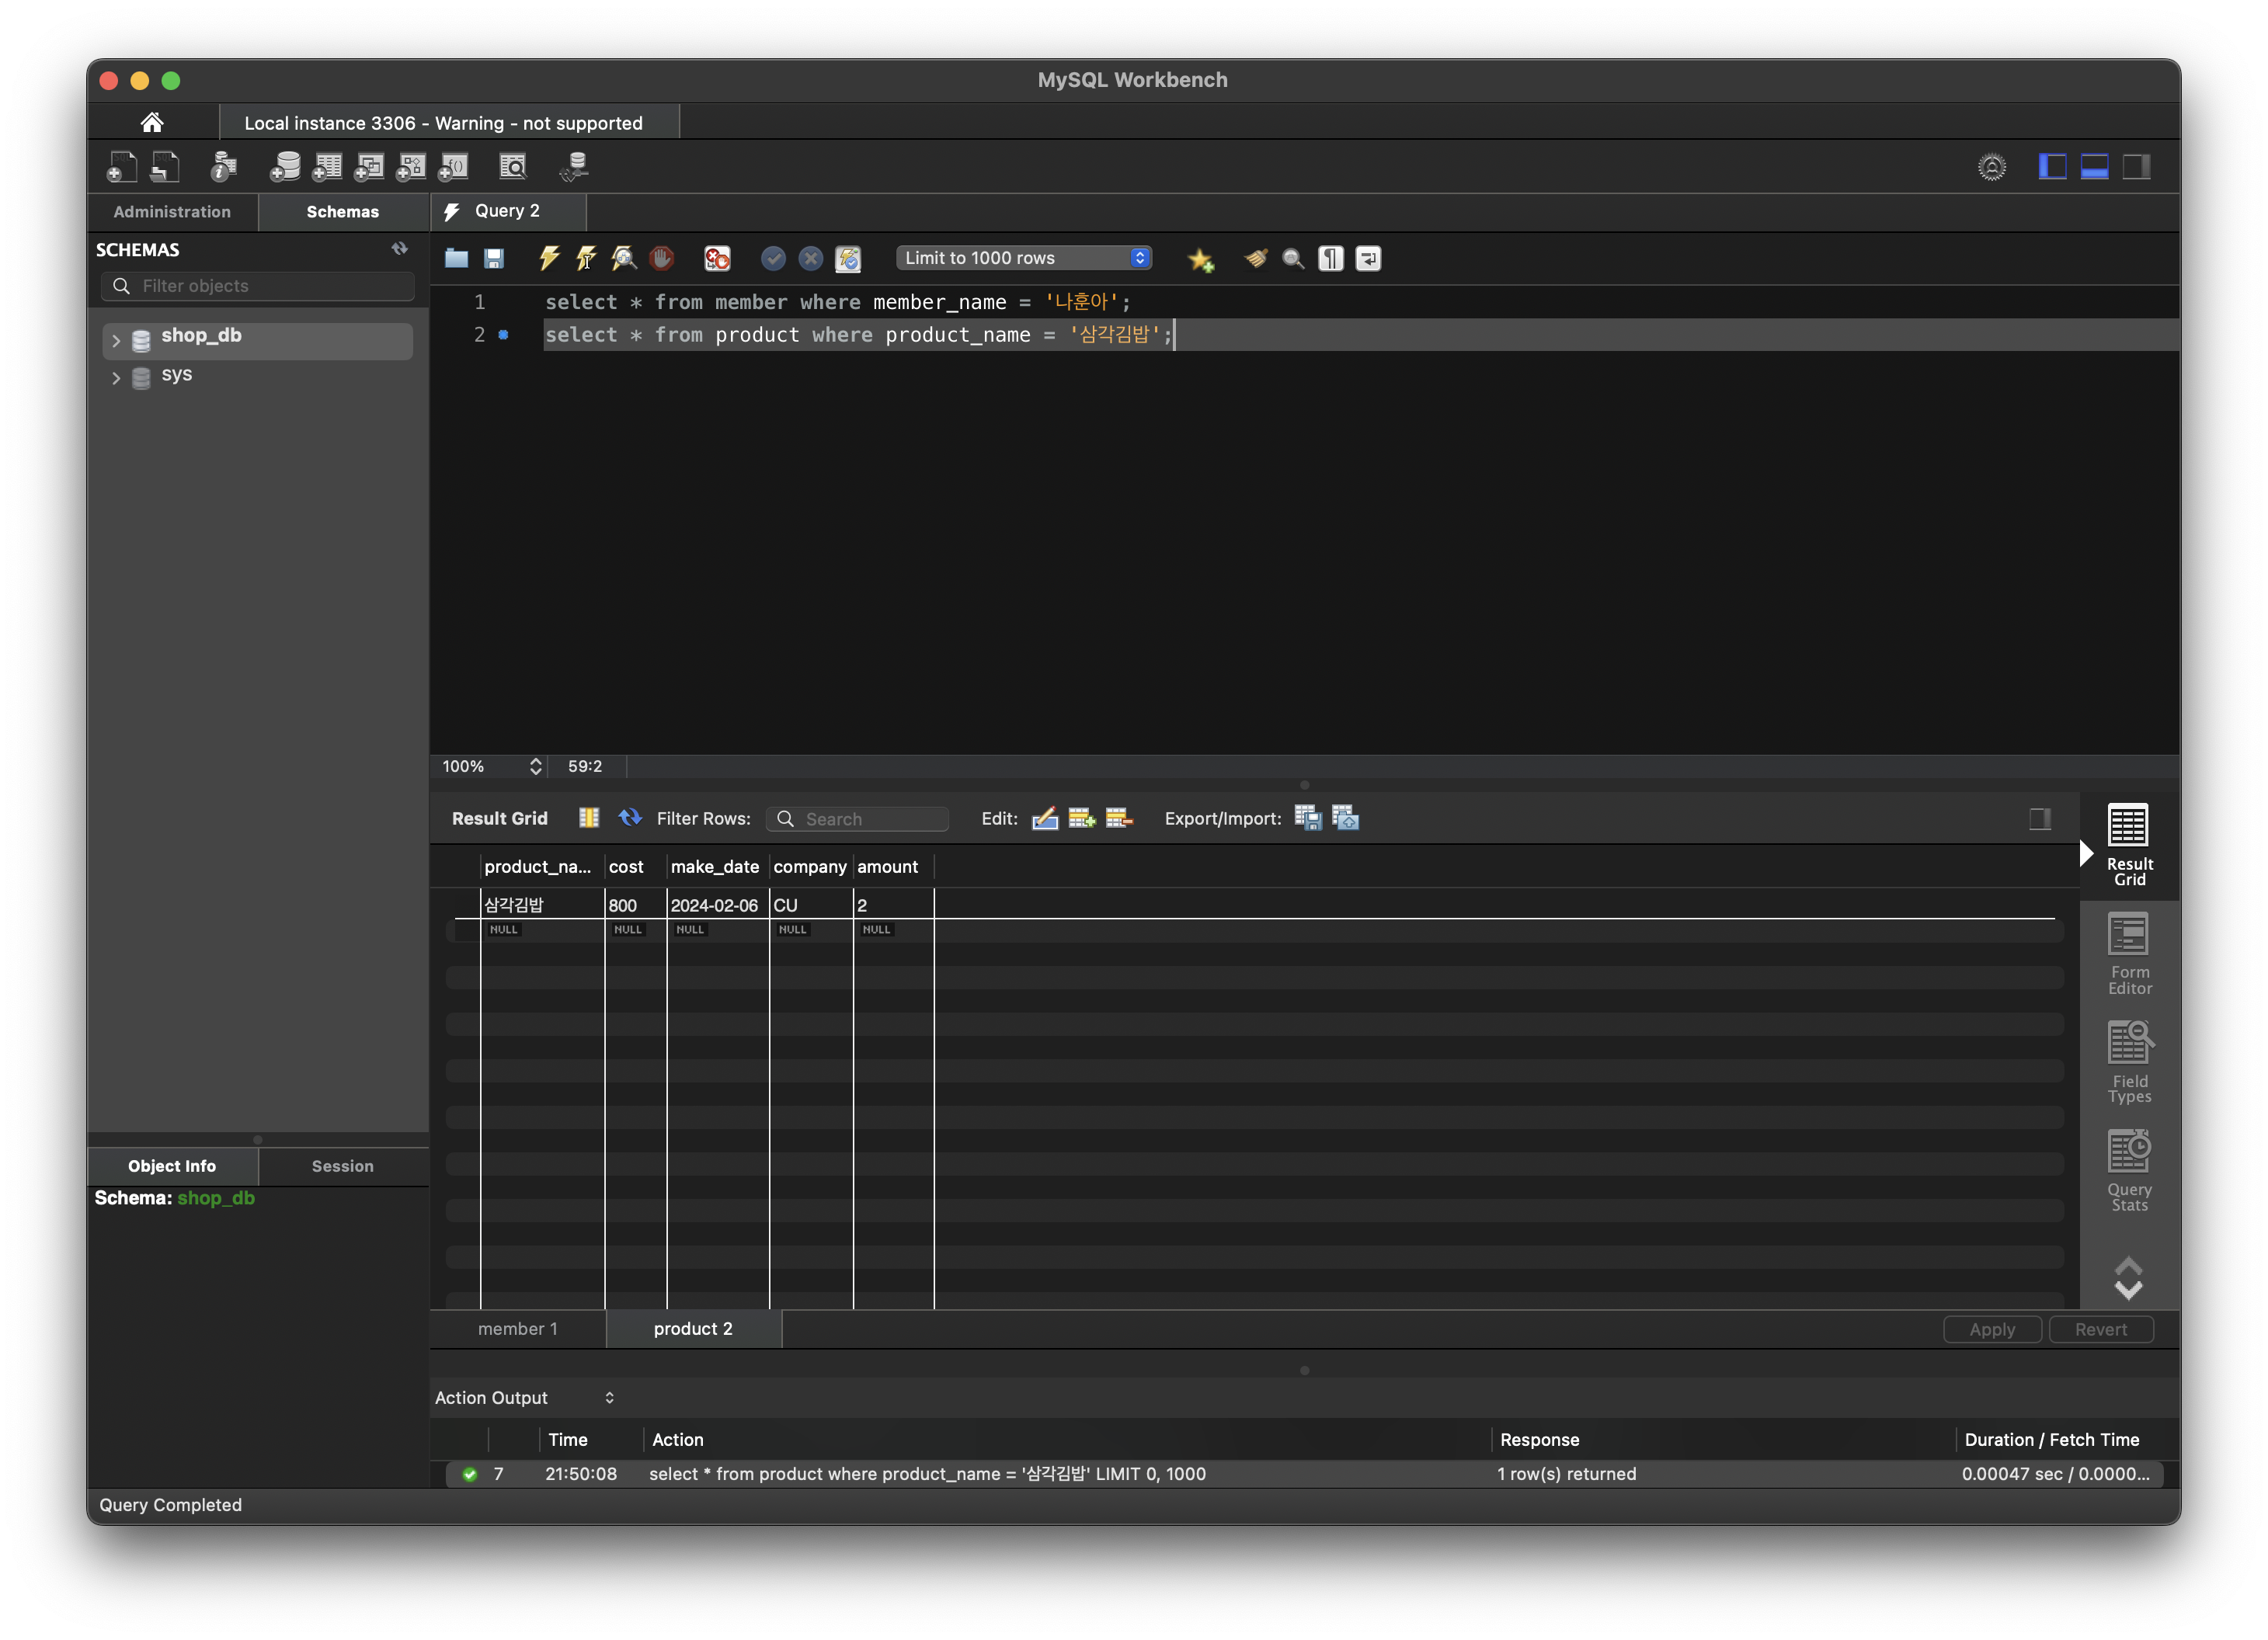 MySQL Workbench
Local instance 3306 - Warning - not supported
Administration
Schemas
Query 2
SCHEMAS
Filter objects
Limit to 1000 rows
shop_db
sys
1 select * from member where member_name = '나훈아';
2 select * from product where product_name = '삼각김밥';
100%
59:2
Result Grid
Filter Rows:
Search
Edit:
Export/Import:
product_na... cost make_date company amount
삼각김밥 800 2024-02-06 CU 2
NULL NULL NULL NULL NULL
Result
Grid
Form
Editor
Field
Types
Query
Stats
Object Info
Session
Schema: shop_db
member 1
product 2
Apply
Revert
Action Output
Time Action Response Duration / Fetch Time
7 21:50:08 select * from product where product_name = '삼각김밥' LIMIT 0, 1000 1 row(s) returned 0.00047 sec / 0.0000...
Query Completed